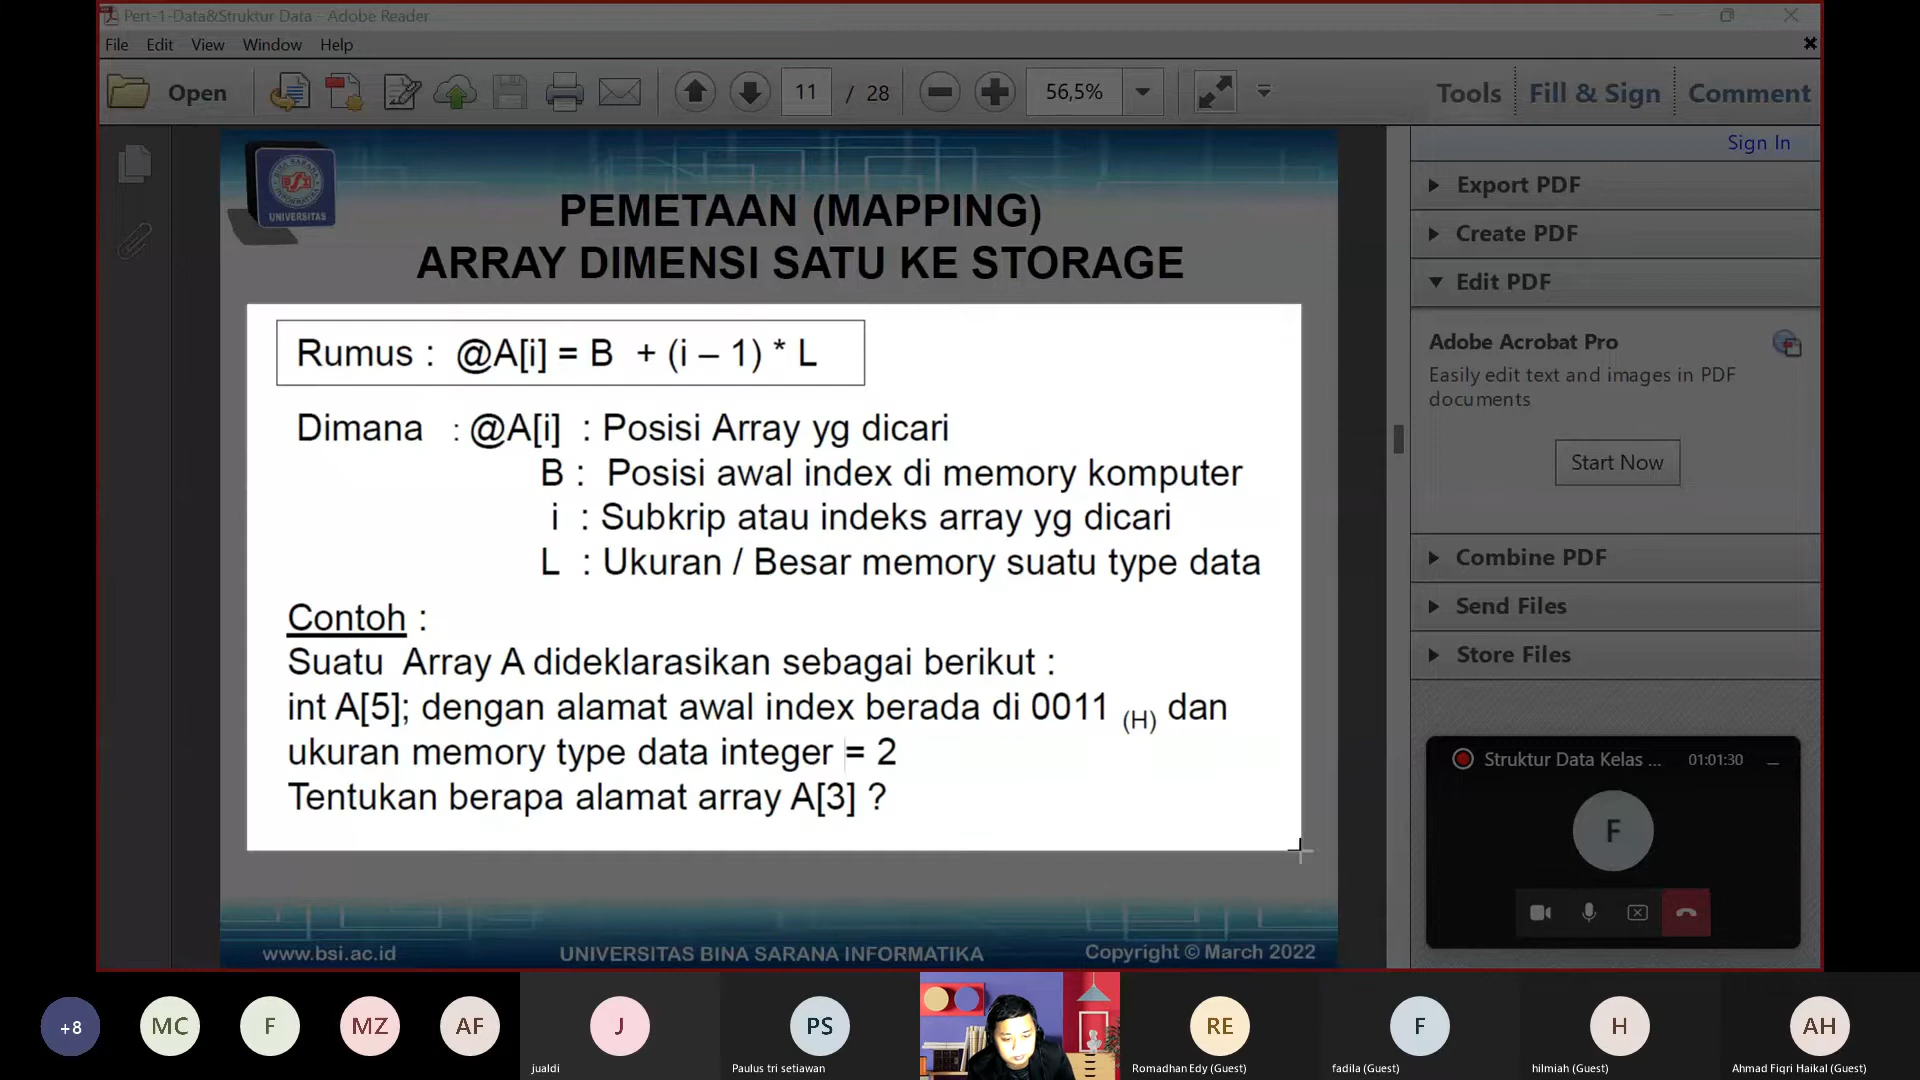 Pert-1-Data&Struktur Data - Adobe Reader
File Edit View Window Help
Open 11 / 28 56,5% Tools Fill & Sign Comment
Sign In
Export PDF
Create PDF
Edit PDF
Adobe Acrobat Pro
Easily edit text and images in PDF
documents
Start Now
Combine PDF
Send Files
Store Files
BINA SARANA INFORMATIKA
BSI
UNIVERSITAS
PEMETAAN (MAPPING)
ARRAY DIMENSI SATU KE STORAGE
Rumus : @A[i] = B + (i – 1) * L
Dimana : @A[i] : Posisi Array yg dicari
B : Posisi awal index di memory komputer
i : Subkrip atau indeks array yg dicari
L : Ukuran / Besar memory suatu type data
Contoh :
Suatu Array A dideklarasikan sebagai berikut :
int A[5]; dengan alamat awal index berada di 0011 (H) dan
ukuran memory type data integer = 2
Tentukan berapa alamat array A[3] ?
www.bsi.ac.id UNIVERSITAS BINA SARANA INFORMATIKA Copyright © March 2022
Struktur Data Kelas ... 01:01:30
F
+8 MC F MZ AF J PS RE F H AH
jualdi Paulus tri setiawan Romadhan Edy (Guest) fadila (Guest) hilmiah (Guest) Ahmad Fiqri Haikal (Guest)